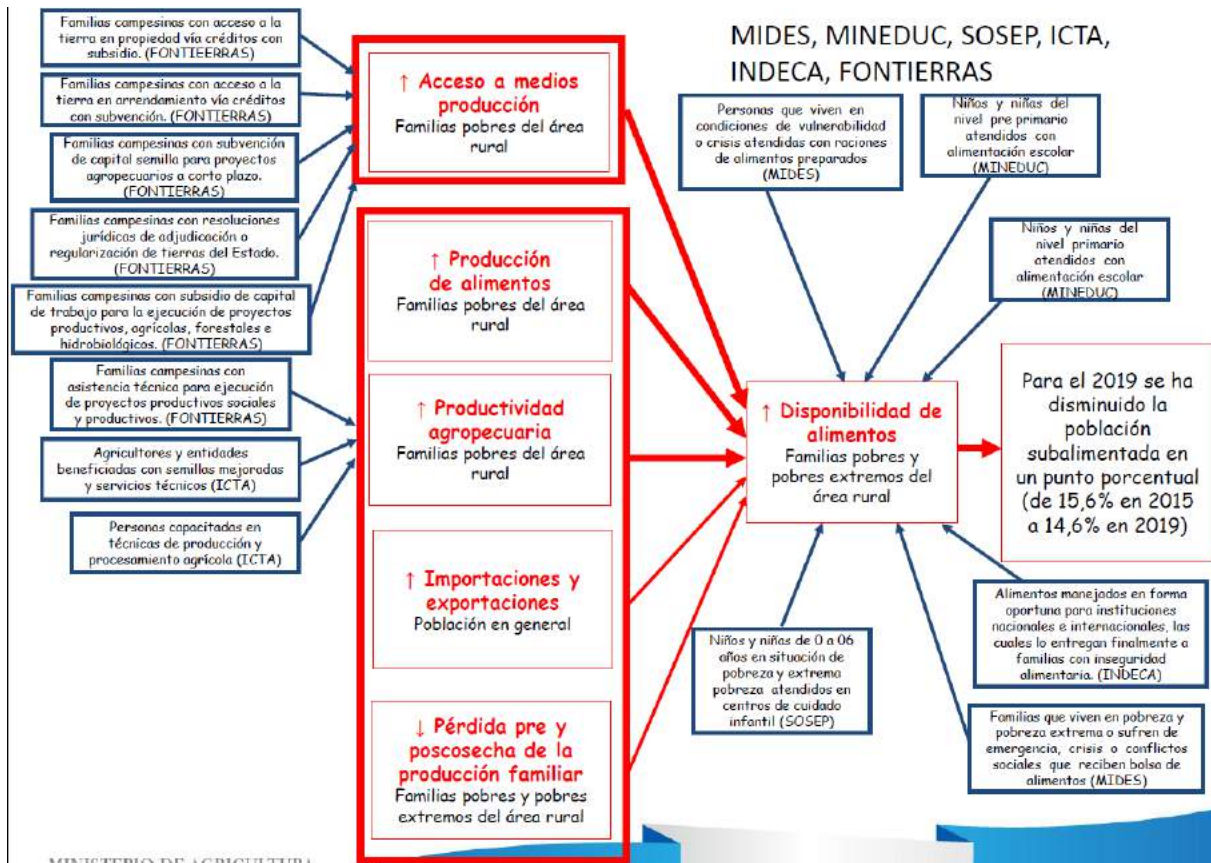 Familias campesinas con acceso a la
tierra en propiedad vía créditos con
subsidio. (FONTIEERRAS)
Familias campesinas con acceso a la
tierra en arrendamiento vía créditos
con subvención. (FONTIERRAS)
Familias campesinas con subvención
de capital semilla para proyectos
agropecuarios a corto plazo.
(FONTIERRAS)
Familias campesinas con resoluciones
jurídicas de adjudicación o
regularización de tierras del Estado.
(FONTIERRAS)
Familias campesinas con subsidio de capital
de trabajo para la ejecución de proyectos
productivos, agrícolas, forestales e
hidrobiológicos. (FONTIERRAS)
Familias campesinas con
asistencia técnica para ejecución
de proyectos productivos sociales
y productivos. (FONTIERRAS)
Agricultores y entidades
beneficiadas con semillas mejoradas
y servicios técnicos (ICTA)
Personas capacitadas en
técnicas de producción y
procesamiento agrícola (ICTA)
↑ Acceso a medios
producción
Familias pobres del área
rural
↑ Producción
de alimentos
Familias pobres del área
rural
↑ Productividad
agropecuaria
Familias pobres del área
rural
↑ Importaciones y
exportaciones
Población en general
↓ Pérdida pre y
poscosecha de la
producción familiar
Familias pobres y pobres
extremos del área rural
MIDES, MINEDUC, SOSEP, ICTA,
INDECA, FONTIERRAS
Personas que viven en
condiciones de vulnerabilidad
o crisis atendidas con raciones
de alimentos preparados
(MIDES)
Niños y niñas del
nivel pre primario
atendidos con
alimentación escolar
(MINEDUC)
Niños y niñas del
nivel primario
atendidos con
alimentación escolar
(MINEDUC)
↑ Disponibilidad de
alimentos
Familias pobres y
pobres extremos del
área rural
Para el 2019 se ha
disminuido la
población
subalimentada en
un punto porcentual
(de 15,6% en 2015
a 14,6% en 2019)
Niños y niñas de 0 a 06
años en situación de
pobreza y extrema
pobreza atendidos en
centros de cuidado
infantil (SOSEP)
Alimentos manejados en forma
oportuna para instituciones
nacionales e internacionales, las
cuales lo entregan finalmente a
familias con inseguridad
alimentaria. (INDECA)
Familias que viven en pobreza y
pobreza extrema o sufren de
emergencia, crisis o conflictos
sociales que reciben bolsa de
alimentos (MIDES)
MINISTERIO DE AGRICULTURA